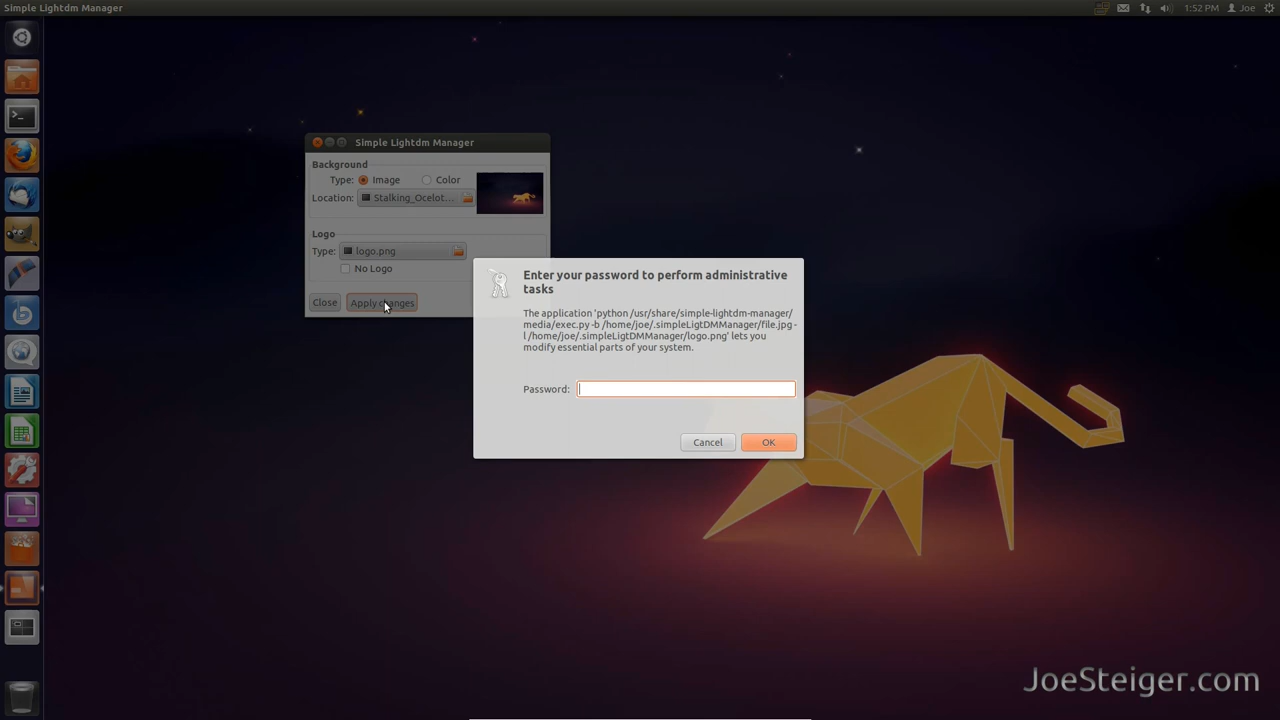 Simple Lightdm Manager
1:52 PM Joe
Simple Lightdm Manager
Background
Type: Image Color
Location: Stalking_Ocelot...
Logo
Type: logo.png
No Logo
Close Apply changes
Enter your password to perform administrative
tasks
The application 'python /usr/share/simple-lightdm-manager/
media/exec.py -b /home/joe/.simpleLigtDMManager/file.jpg -
l /home/joe/.simpleLigtDMManager/logo.png' lets you
modify essential parts of your system.
Password:
Cancel OK
JoeSteiger.com